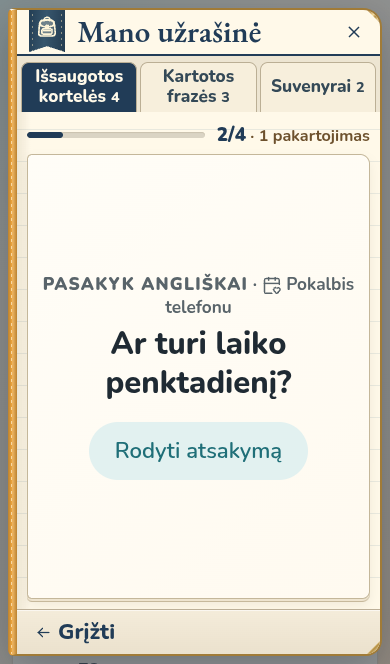 Mano užrašinė
Išsaugotos
kortelės 4
Kartotos
frazės 3
Suvenyrai 2
2/4 · 1 pakartojimas
PASAKYK ANGLIŠKAI · Pokalbis
telefonu
Ar turi laiko
penktadienį?
Rodyti atsakymą
← Grįžti